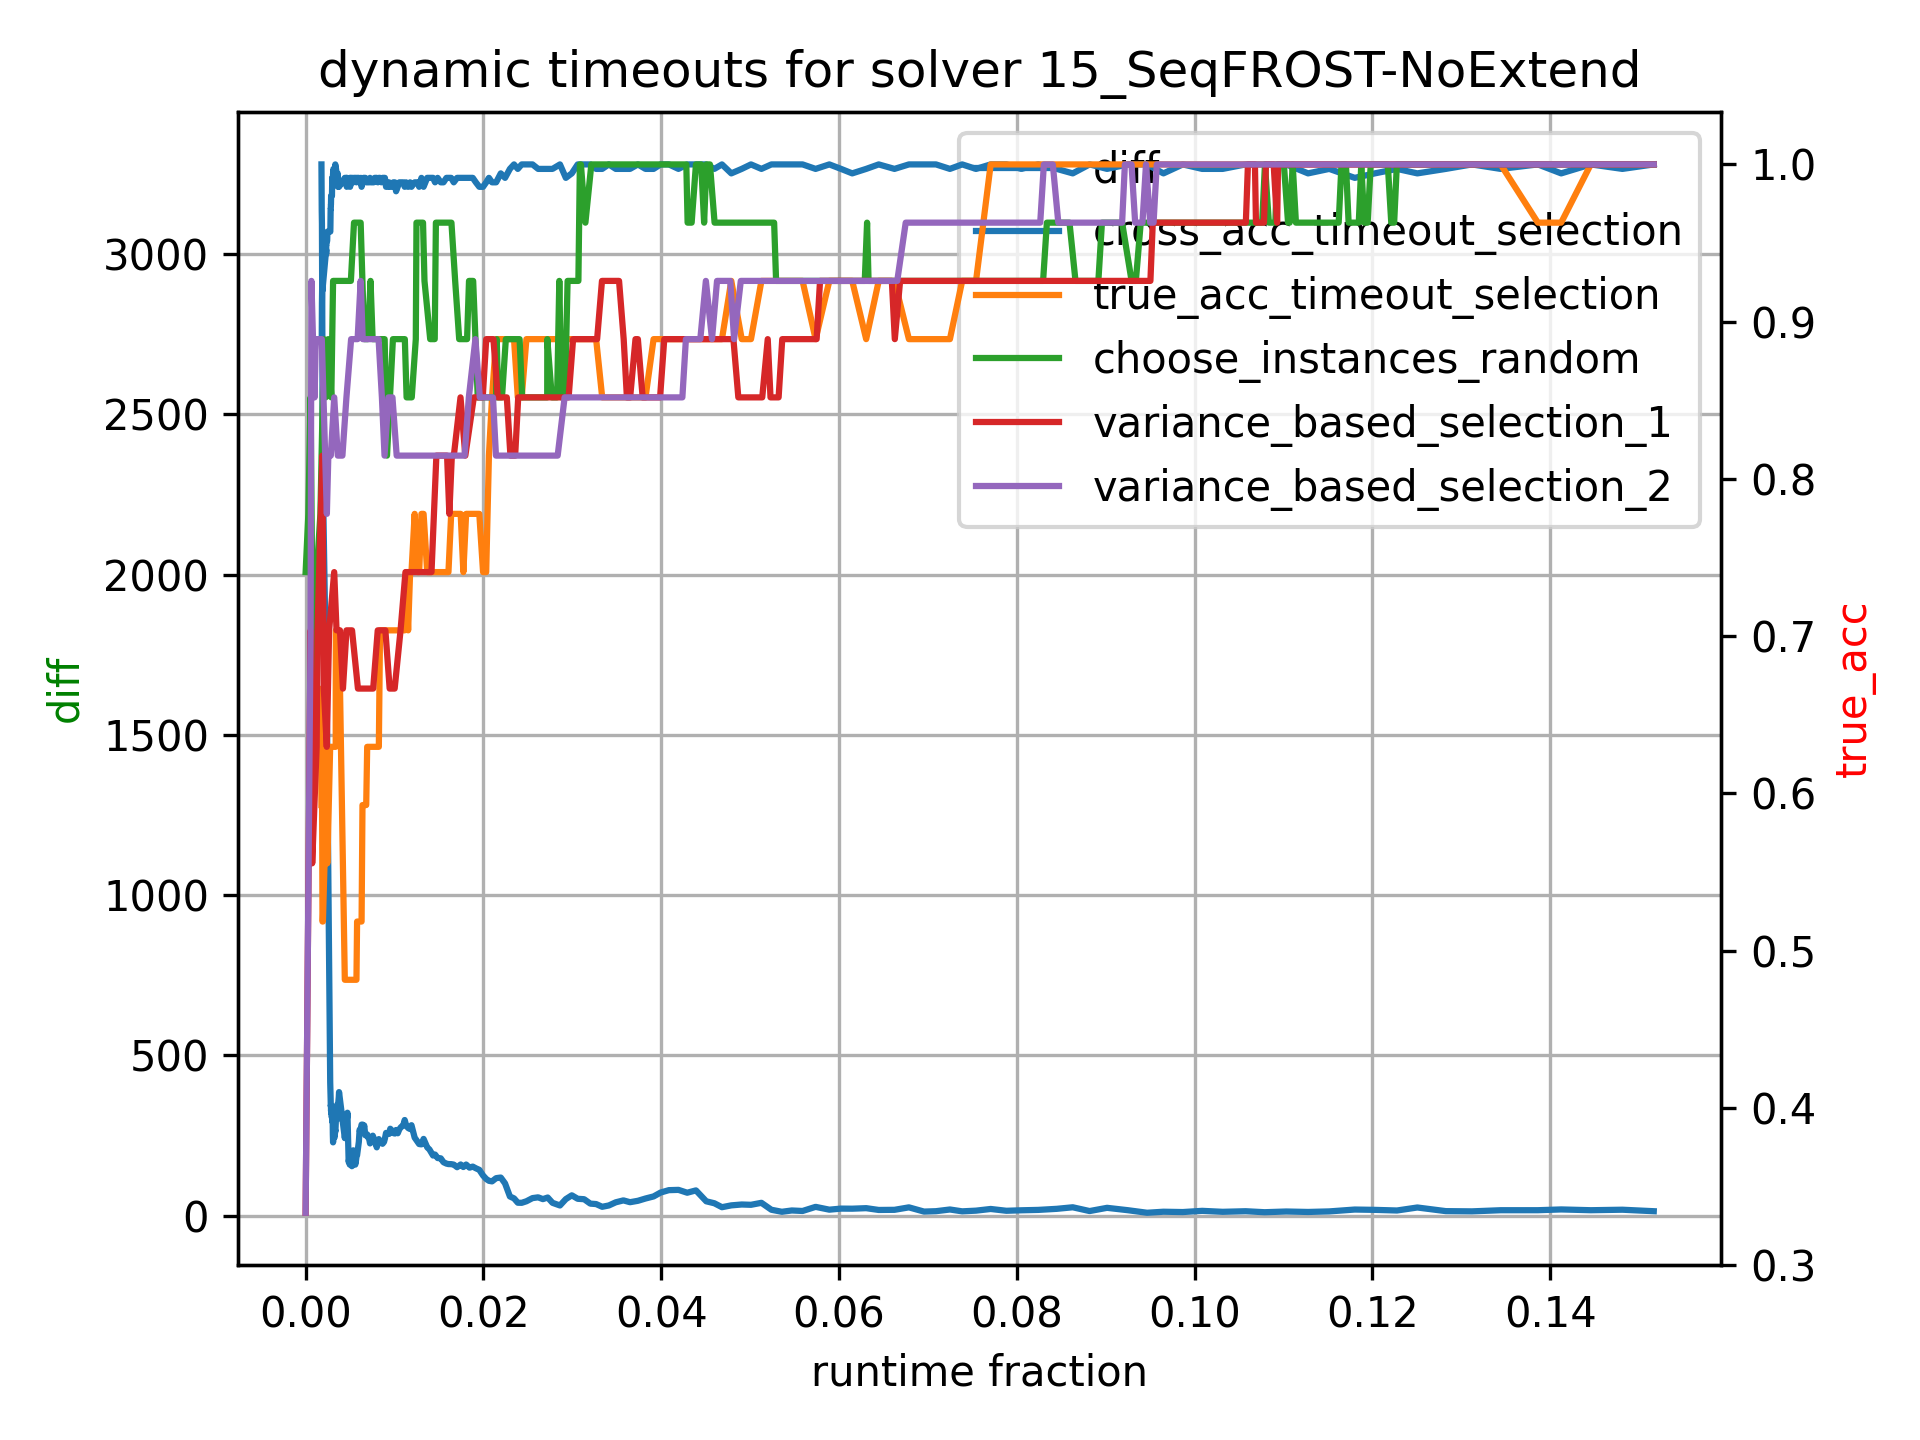 dynamic timeouts for solver 15_SeqFROST-NoExtend
diff
cross_acc_timeout_selection
true_acc_timeout_selection
choose_instances_random
variance_based_selection_1
variance_based_selection_2
3000
2500
2000
1500
1000
500
0
diff
1.0
0.9
0.8
0.7
0.6
0.5
0.4
0.3
true_acc
0.00 0.02 0.04 0.06 0.08 0.10 0.12 0.14
runtime fraction